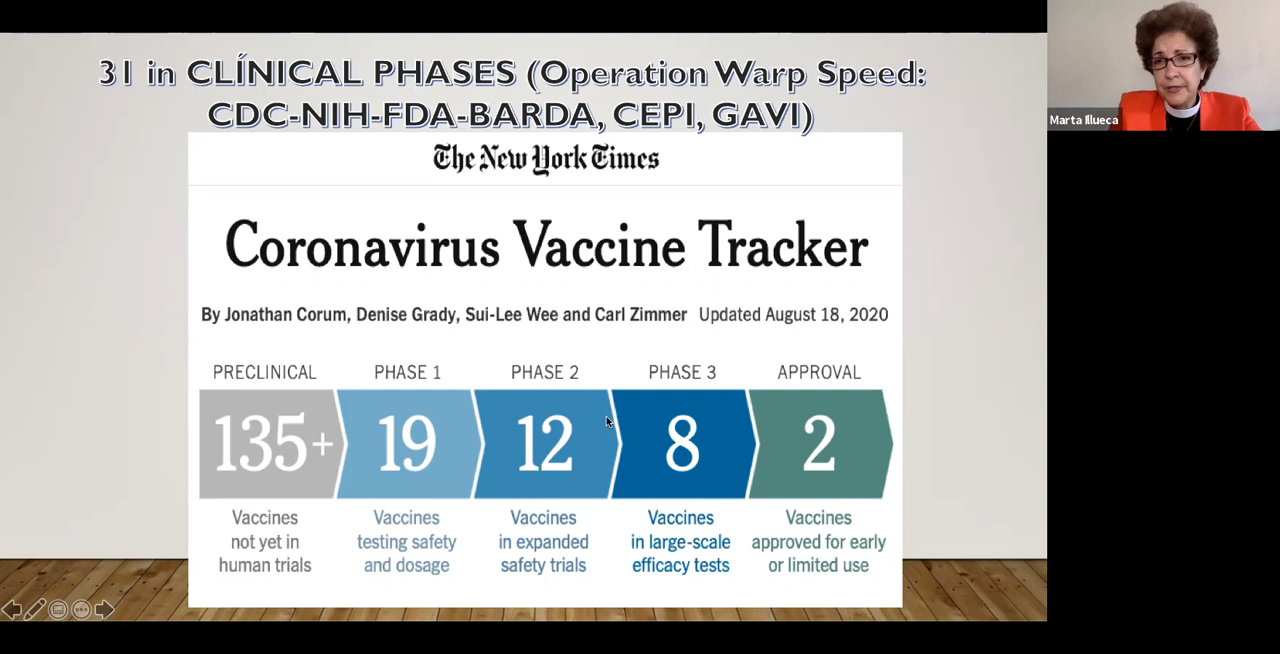 31 in CLÍNICAL PHASES (Operation Warp Speed:
CDC-NIH-FDA-BARDA, CEPI, GAVI)
The New York Times
Coronavirus Vaccine Tracker
By Jonathan Corum, Denise Grady, Sui-Lee Wee and Carl Zimmer Updated August 18, 2020
PRECLINICAL PHASE 1 PHASE 2 PHASE 3 APPROVAL
135+ 19 12 8 2
Vaccines
not yet in
human trials
Vaccines
testing safety
and dosage
Vaccines
in expanded
safety trials
Vaccines
in large-scale
efficacy tests
Vaccines
approved for early
or limited use
Marta Illueca